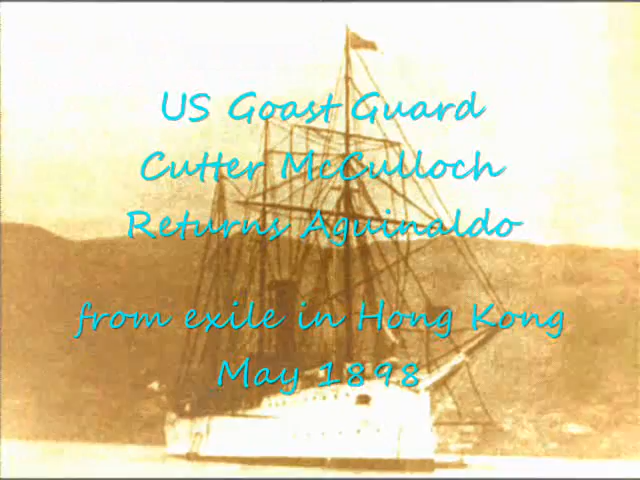 US Goast Guard
Cutter McCulloch
Returns Aguinaldo
from exile in Hong Kong
May 1898